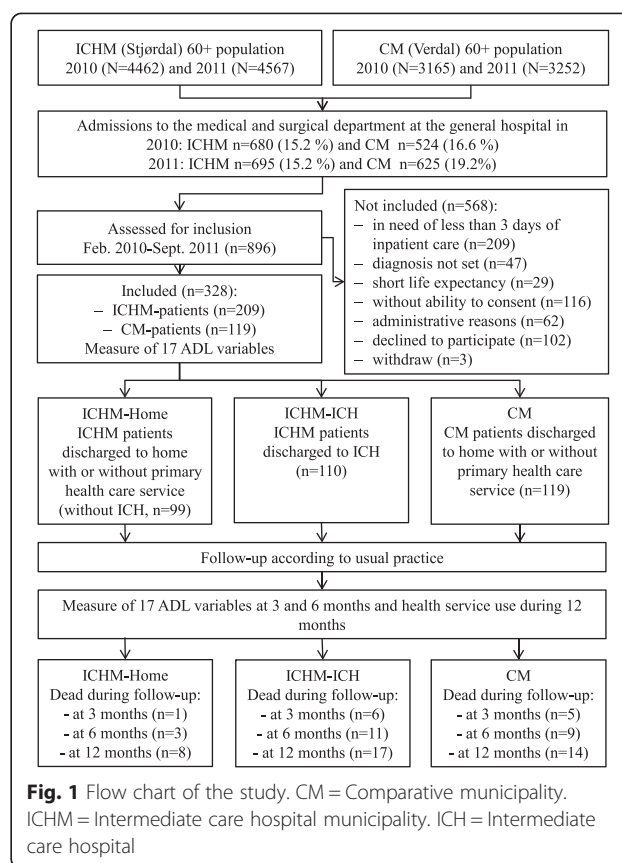 ICHM (Stjørdal) 60+ population
2010 (N=4462) and 2011 (N=4567)
CM (Verdal) 60+ population
2010 (N=3165) and 2011 (N=3252)
Admissions to the medical and surgical department at the general hospital in
2010: ICHM n=680 (15.2 %) and CM n=524 (16.6 %)
2011: ICHM n=695 (15.2 %) and CM n=625 (19.2%)
Assessed for inclusion
Feb. 2010-Sept. 2011 (n=896)
Not included (n=568):
– in need of less than 3 days of
inpatient care (n=209)
– diagnosis not set (n=47)
– short life expectancy (n=29)
– without ability to consent (n=116)
– administrative reasons (n=62)
– declined to participate (n=102)
– withdraw (n=3)
Included (n=328):
– ICHM-patients (n=209)
– CM-patients (n=119)
Measure of 17 ADL variables
ICHM-Home
ICHM patients
discharged to home
with or without primary
health care service
(without ICH, n=99)
ICHM-ICH
ICHM patients
discharged to ICH
(n=110)
CM
CM patients discharged
to home with or without
primary health care
service (n=119)
Follow-up according to usual practice
Measure of 17 ADL variables at 3 and 6 months and health service use during 12
months
ICHM-Home
Dead during follow-up:
- at 3 months (n=1)
- at 6 months (n=3)
- at 12 months (n=8)
ICHM-ICH
Dead during follow-up:
- at 3 months (n=6)
- at 6 months (n=11)
- at 12 months (n=17)
CM
Dead during follow-up:
- at 3 months (n=5)
- at 6 months (n=9)
- at 12 months (n=14)
Fig. 1 Flow chart of the study. CM = Comparative municipality.
ICHM = Intermediate care hospital municipality. ICH = Intermediate
care hospital